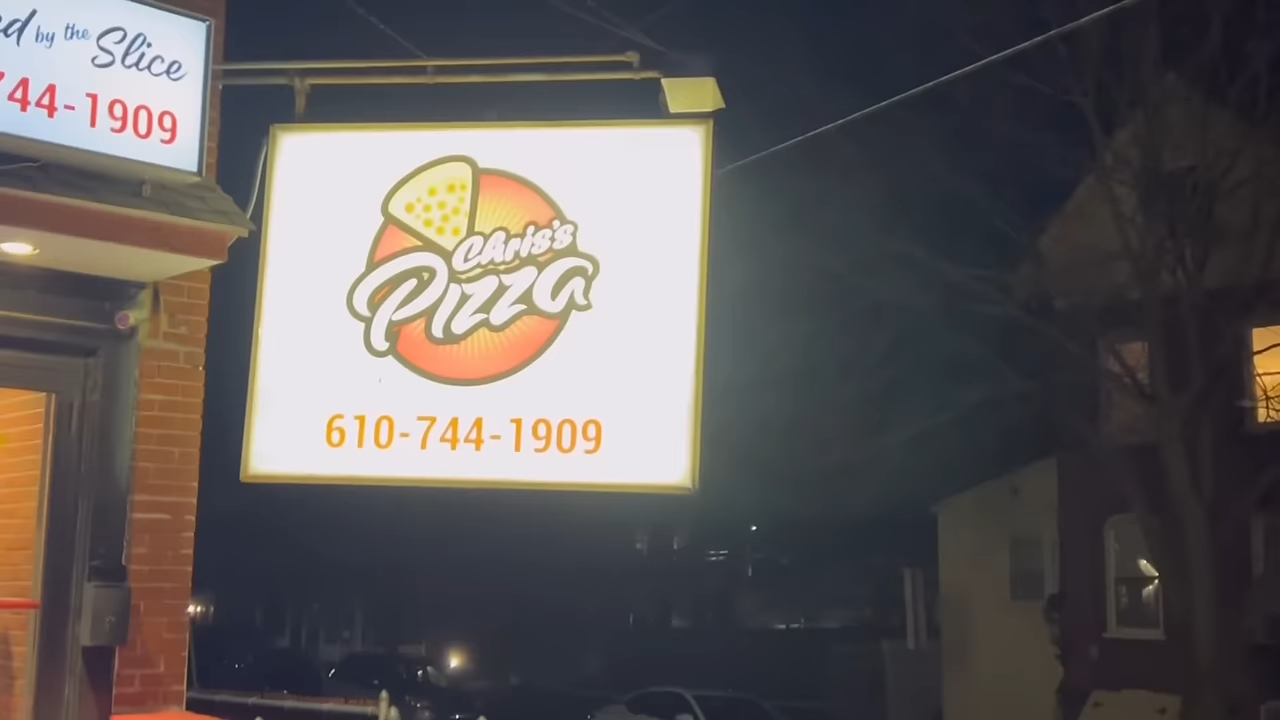 by the Slice
744-1909
Chris's
Pizza
610-744-1909